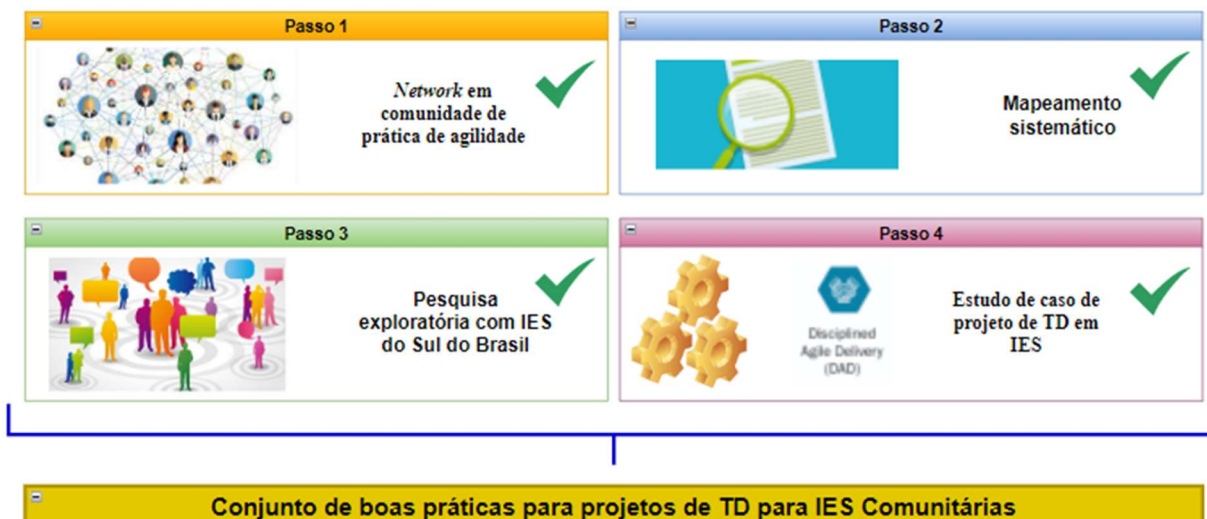 Passo 1
Network em
comunidade de
prática de agilidade
Passo 2
Mapeamento
sistemático
Passo 3
Pesquisa
exploratória com IES
do Sul do Brasil
Passo 4
Disciplined
Agile Delivery
(DAD)
Estudo de caso de
projeto de TD em
IES
Conjunto de boas práticas para projetos de TD para IES Comunitárias